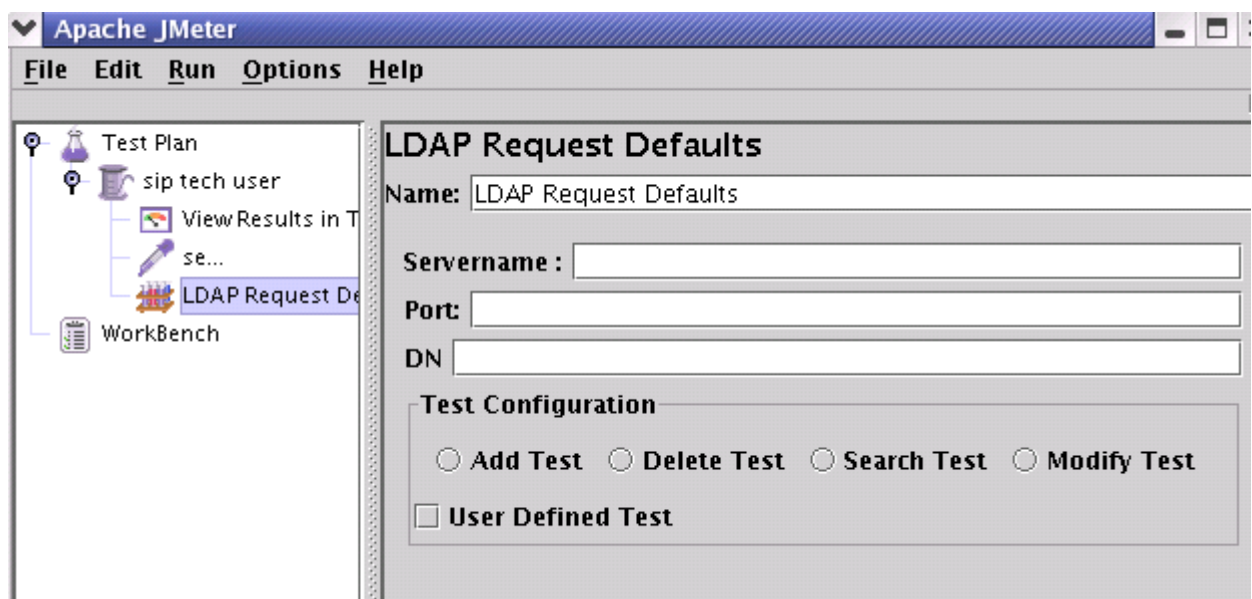 Apache JMeter
File Edit Run Options Help
Test Plan
sip tech user
View Results in T
se...
LDAP Request De
WorkBench
LDAP Request Defaults
Name: LDAP Request Defaults
Servername :
Port:
DN
Test Configuration
Add Test Delete Test Search Test Modify Test
User Defined Test